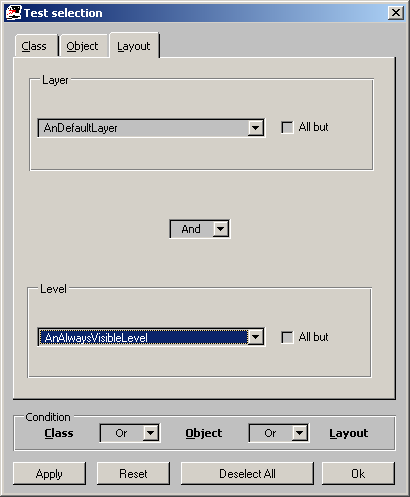 Test selection
Class Object Layout
Layer
AnDefaultLayer All but
And
Level
AnAlwaysVisibleLevel All but
Condition
Class Or Object Or Layout
Apply Reset Deselect All Ok